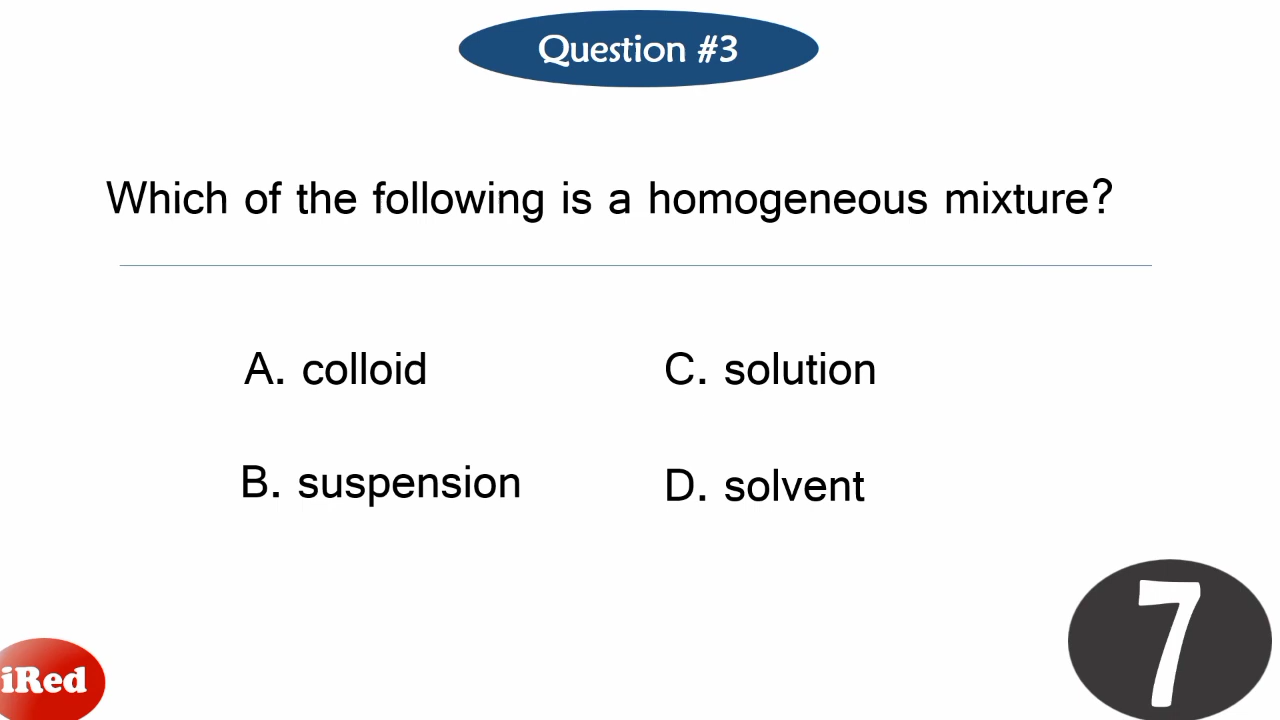 Question #3
Which of the following is a homogeneous mixture?
A. colloid
C. solution
B. suspension
D. solvent
7
iRed